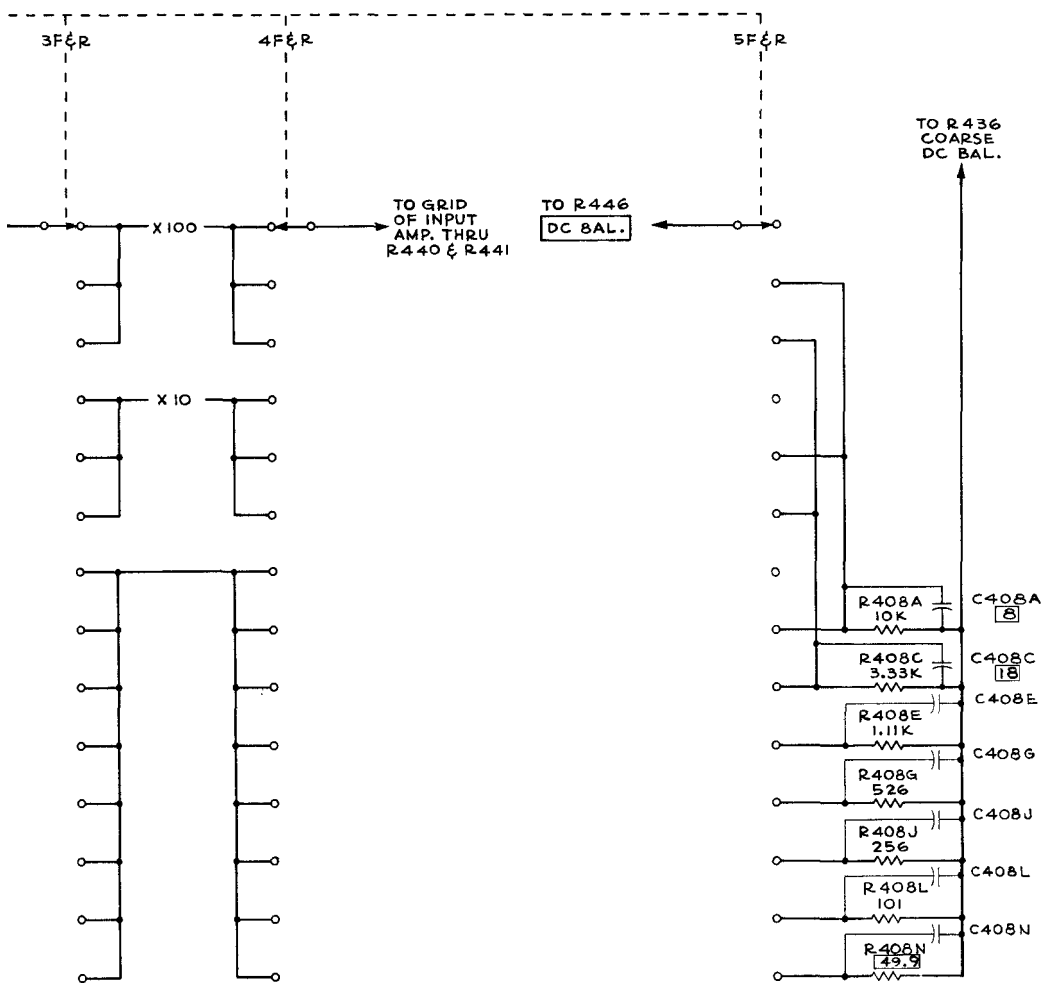 3F&R
4F&R
5F&R
TO R436
COARSE
DC BAL.
X100
TO GRID
OF INPUT
AMP. THRU
R440 & R441
TO R446
DC BAL.
X10
R408A
10K
C408A
8
R408C
3.33K
C408C
18
R408E
1.11K
C408E
R408G
526
C408G
R408J
256
C408J
R408L
101
C408L
R408N
49.9
C408N